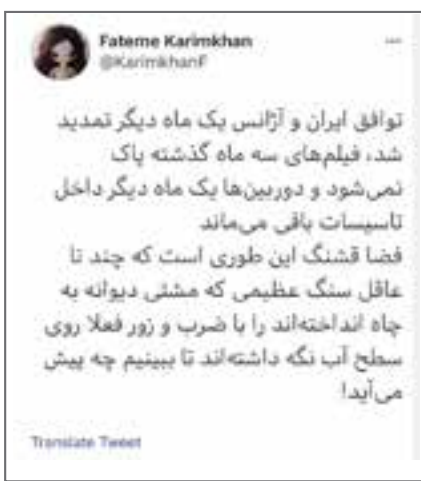 Fateme Karimkhan
@KarimkhanF
توافق ایران و آژانس یک ماه دیگر تمدید
شد، فیلم‌های سه ماه گذشته پاک
نمی‌شود و دوربین‌ها یک ماه دیگر داخل
تاسیسات باقی می‌ماند
فضا قشنگ این طوری است که چند تا
عاقل سنگ عظیمی که مشتی دیوانه به
چاه انداخته‌اند را با ضرب و زور فعلا روی
سطح آب نگه داشته‌اند تا ببینیم چه پیش
می‌آید!
Translate Tweet